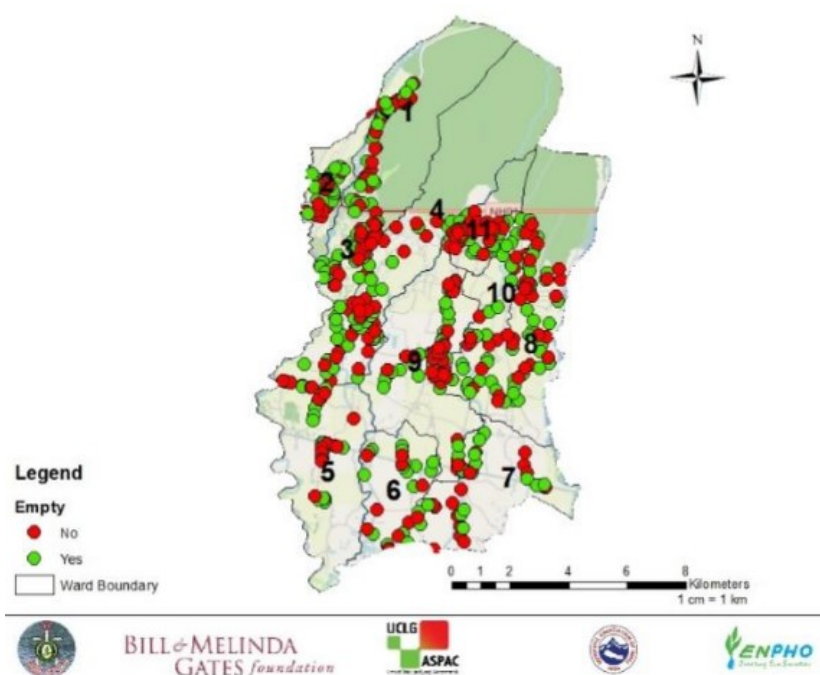 N
1
2
4
NH01
11
3
10
9
8
5
6
7
Legend
Empty
No
Yes
Ward Boundary
0 1 2 4 6 8
Kilometers
1 cm = 1 km
BILL & MELINDA
GATES foundation
UCLG
ASPAC
ENPHO